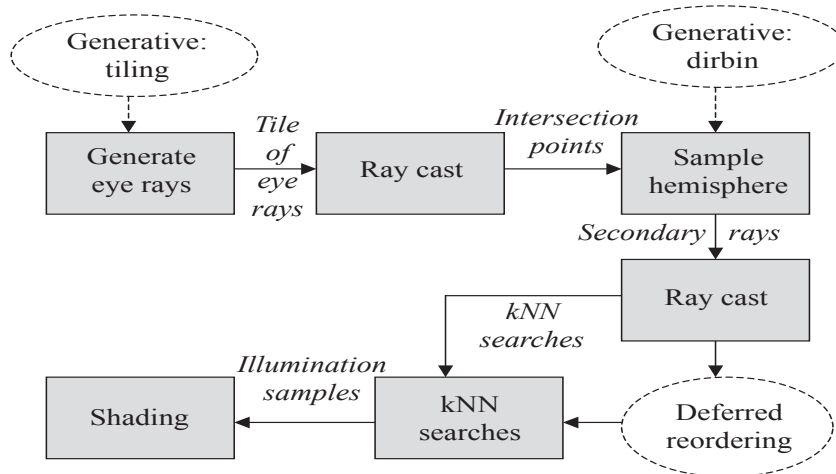 Generative:
tiling
Generative:
dirbin
Generate
eye rays
Tile
of
eye
rays
Ray cast
Intersection
points
Sample
hemisphere
Secondary rays
Ray cast
kNN
searches
Deferred
reordering
kNN
searches
Illumination
samples
Shading